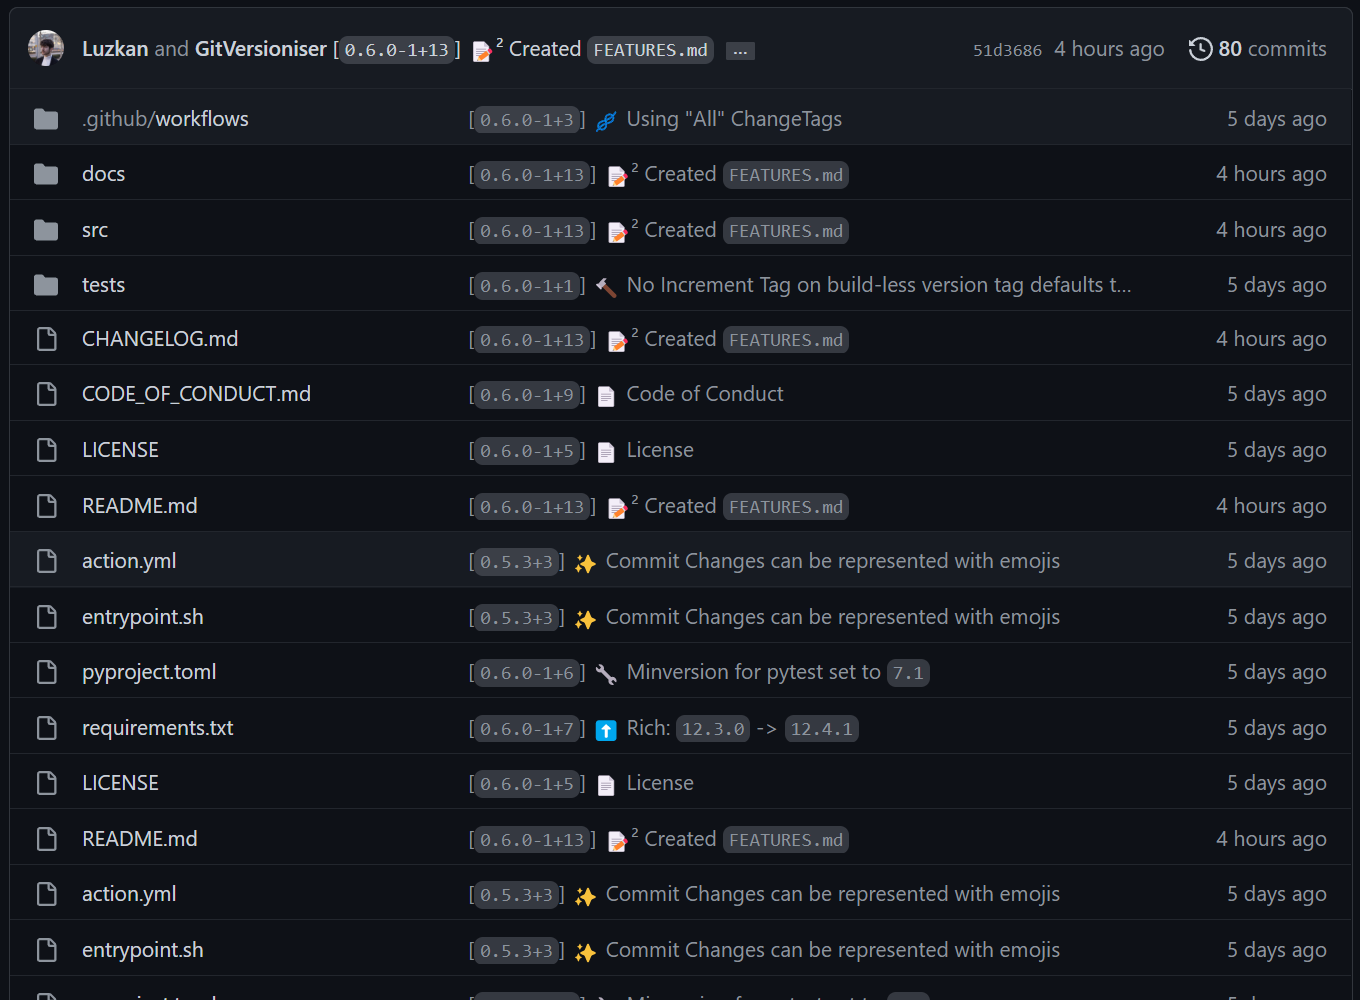 Luzkan and GitVersioniser [0.6.0-1+13] 📝² Created FEATURES.md ... 51d3686 4 hours ago 80 commits
.github/workflows [0.6.0-1+3] 🧬 Using "All" ChangeTags 5 days ago
docs [0.6.0-1+13] 📝² Created FEATURES.md 4 hours ago
src [0.6.0-1+13] 📝² Created FEATURES.md 4 hours ago
tests [0.6.0-1+1] 🔨 No Increment Tag on build-less version tag defaults t... 5 days ago
CHANGELOG.md [0.6.0-1+13] 📝² Created FEATURES.md 4 hours ago
CODE_OF_CONDUCT.md [0.6.0-1+9] 📄 Code of Conduct 5 days ago
LICENSE [0.6.0-1+5] 📄 License 5 days ago
README.md [0.6.0-1+13] 📝² Created FEATURES.md 4 hours ago
action.yml [0.5.3+3] ✨ Commit Changes can be represented with emojis 5 days ago
entrypoint.sh [0.5.3+3] ✨ Commit Changes can be represented with emojis 5 days ago
pyproject.toml [0.6.0-1+6] 🔧 Minversion for pytest set to 7.1 5 days ago
requirements.txt [0.6.0-1+7] ⬆️ Rich: 12.3.0 -> 12.4.1 5 days ago
LICENSE [0.6.0-1+5] 📄 License 5 days ago
README.md [0.6.0-1+13] 📝² Created FEATURES.md 4 hours ago
action.yml [0.5.3+3] ✨ Commit Changes can be represented with emojis 5 days ago
entrypoint.sh [0.5.3+3] ✨ Commit Changes can be represented with emojis 5 days ago